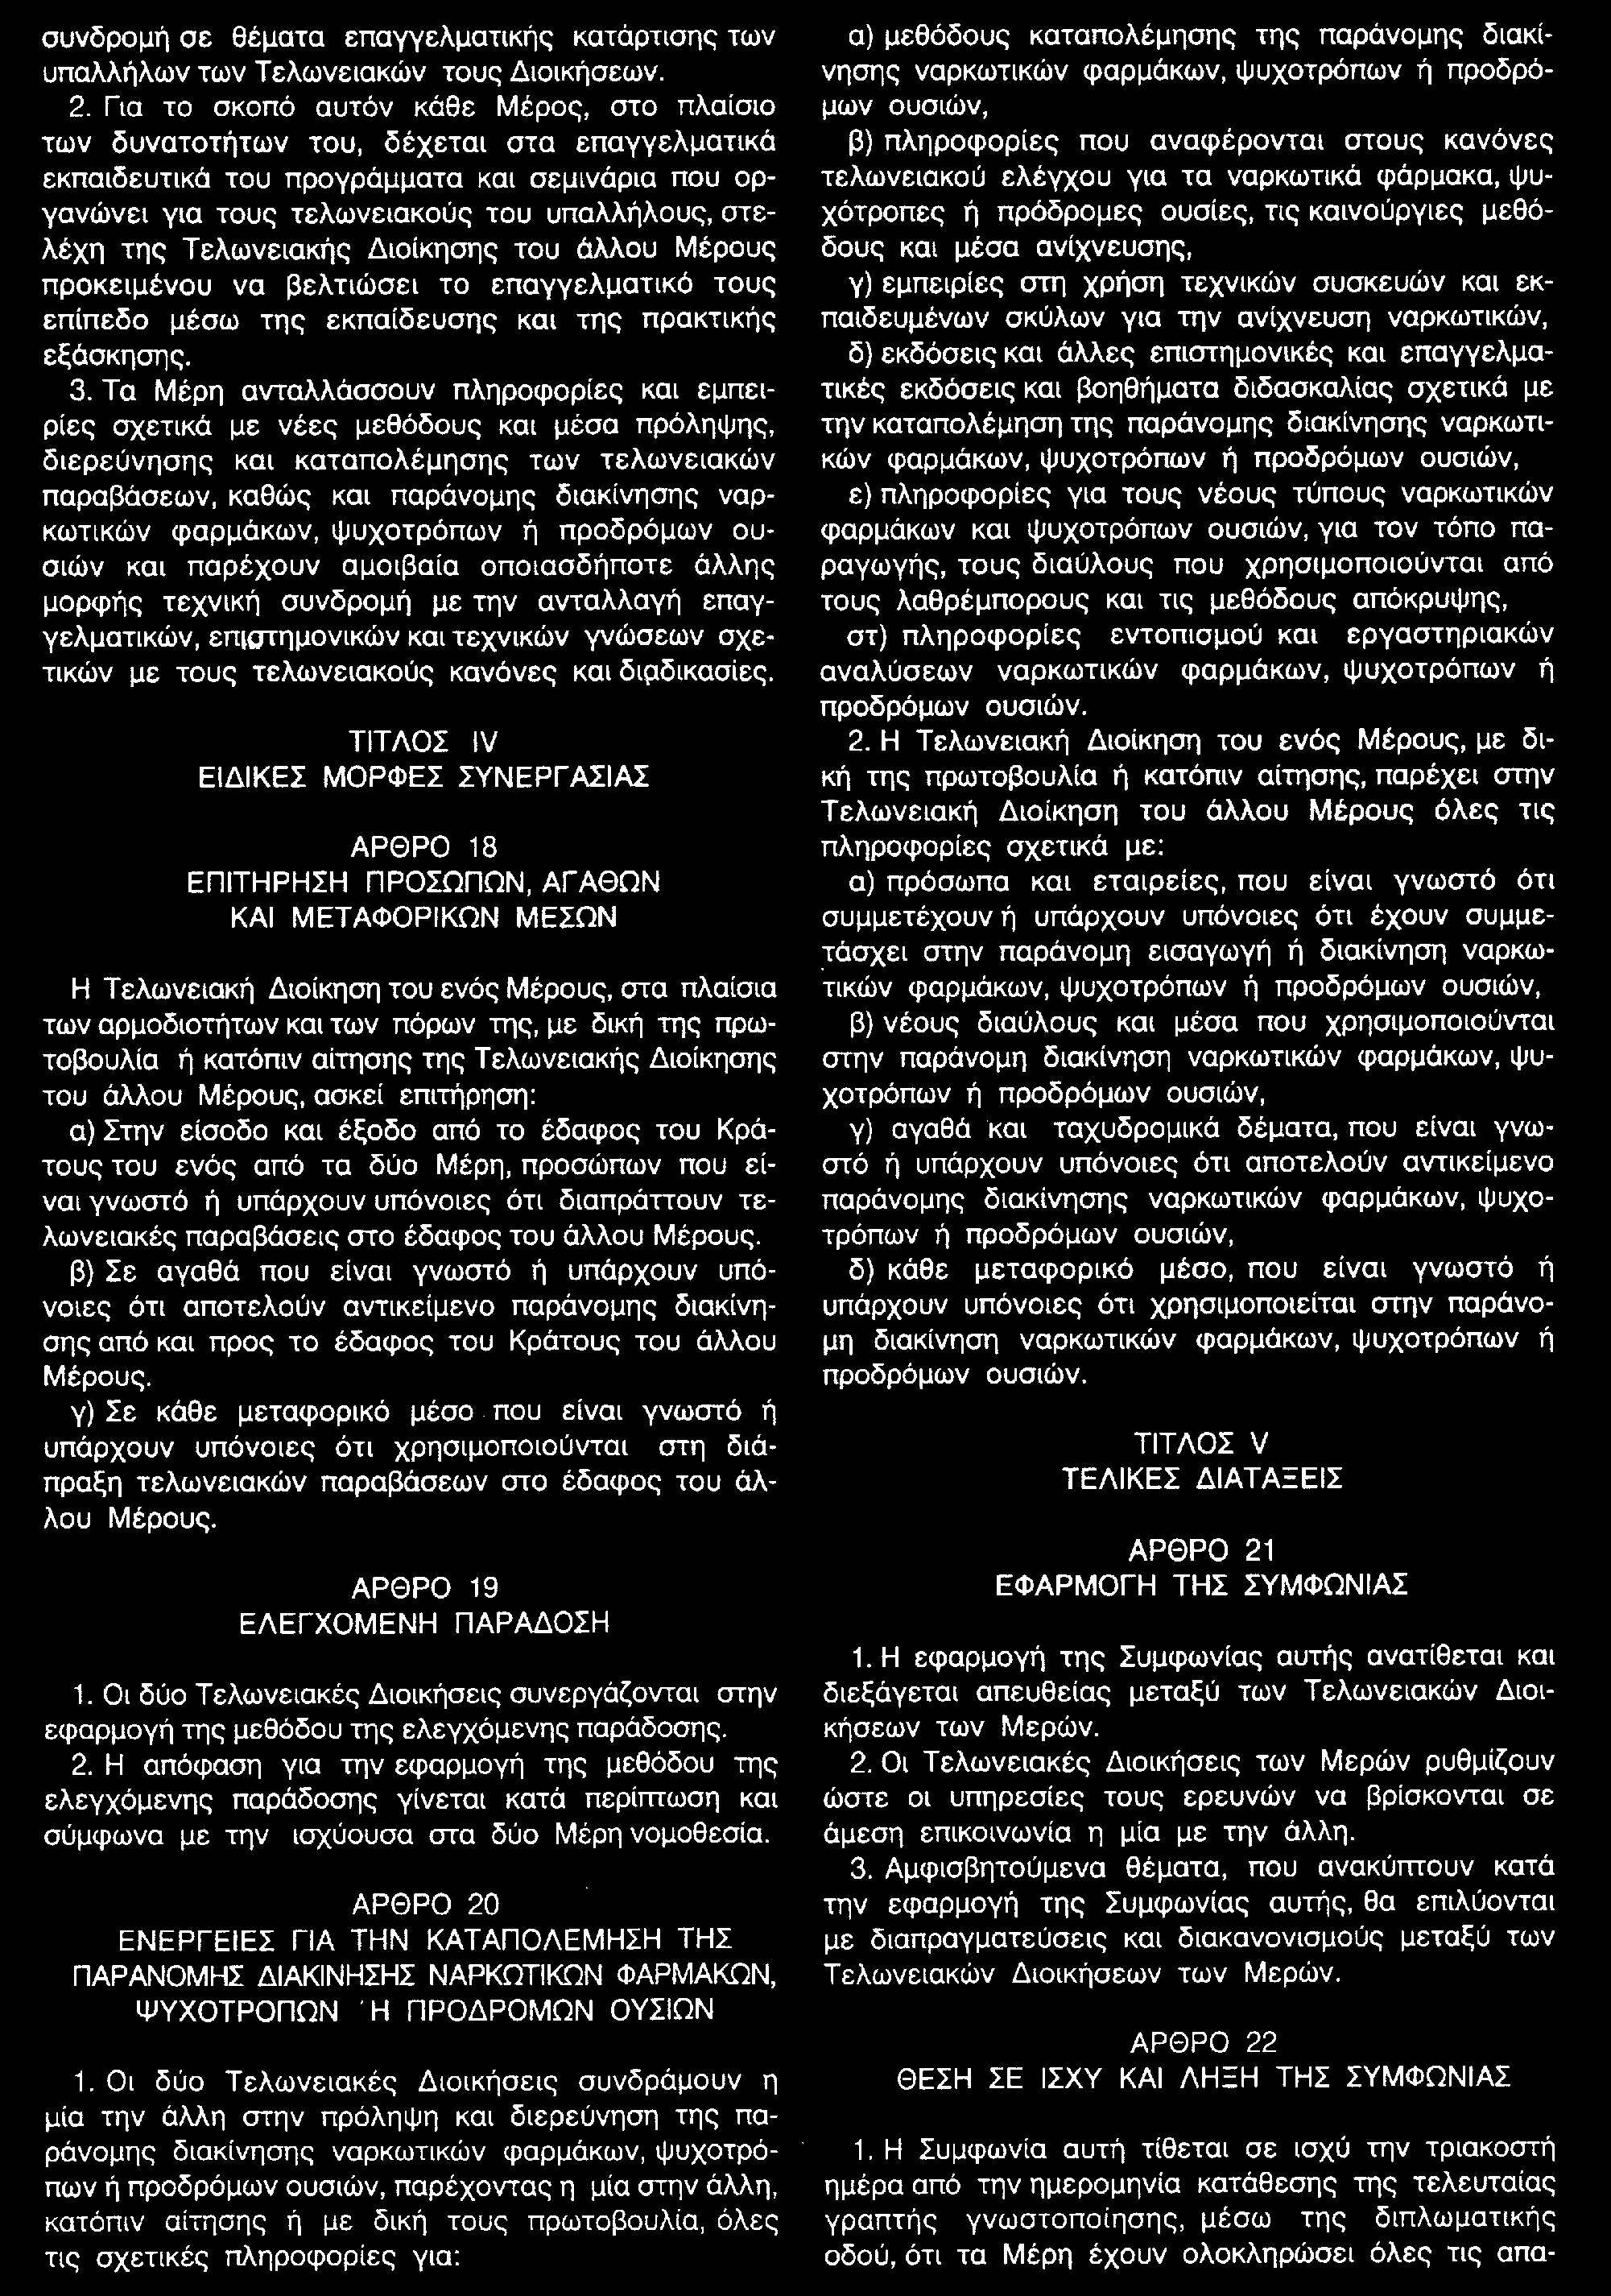 συνδρομή σε θέματα επαγγελματικής κατάρτισης των
υπαλλήλων των Τελωνειακών τους Διοικήσεων.
2. Για το σκοπό αυτόν κάθε Μέρος, στο πλαίσιο
των δυνατοτήτων του, δέχεται στα επαγγελματικά
εκπαιδευτικά του προγράμματα και σεμινάρια που ορ-
γανώνει για τους τελωνειακούς του υπαλλήλους, στε-
λέχη της Τελωνειακής Διοίκησης του άλλου Μέρους
προκειμένου να βελτιώσει το επαγγελματικό τους
επίπεδο μέσω της εκπαίδευσης και της πρακτικής
εξάσκησης.
3. Τα Μέρη ανταλλάσσουν πληροφορίες και εμπει-
ρίες σχετικά με νέες μεθόδους και μέσα πρόληψης,
διερεύνησης και καταπολέμησης των τελωνειακών
παραβάσεων, καθώς και παράνομης διακίνησης ναρ-
κωτικών φαρμάκων, ψυχοτρόπων ή προδρόμων ου-
σιών και παρέχουν αμοιβαία οποιασδήποτε άλλης
μορφής τεχνική συνδρομή με την ανταλλαγή επαγ-
γελματικών, επιστημονικών και τεχνικών γνώσεων σχε-
τικών με τους τελωνειακούς κανόνες και διαδικασίες.
ΤΙΤΛΟΣ IV
ΕΙΔΙΚΕΣ ΜΟΡΦΕΣ ΣΥΝΕΡΓΑΣΙΑΣ
ΑΡΘΡΟ 18
ΕΠΙΤΗΡΗΣΗ ΠΡΟΣΩΠΩΝ, ΑΓΑΘΩΝ
ΚΑΙ ΜΕΤΑΦΟΡΙΚΩΝ ΜΕΣΩΝ
Η Τελωνειακή Διοίκηση του ενός Μέρους, στα πλαίσια
των αρμοδιοτήτων και των πόρων της, με δική της πρω-
τοβουλία ή κατόπιν αίτησης της Τελωνειακής Διοίκησης
του άλλου Μέρους, ασκεί επιτήρηση:
α) Στην είσοδο και έξοδο από το έδαφος του Κρά-
τους του ενός από τα δύο Μέρη, προσώπων που εί-
ναι γνωστό ή υπάρχουν υπόνοιες ότι διαπράττουν τε-
λωνειακές παραβάσεις στο έδαφος του άλλου Μέρους.
β) Σε αγαθά που είναι γνωστό ή υπάρχουν υπό-
νοιες ότι αποτελούν αντικείμενο παράνομης διακίνη-
σης από και προς το έδαφος του Κράτους του άλλου
Μέρους.
γ) Σε κάθε μεταφορικό μέσο που είναι γνωστό ή
υπάρχουν υπόνοιες ότι χρησιμοποιούνται στη διά-
πραξη τελωνειακών παραβάσεων στο έδαφος του άλ-
λου Μέρους.
ΑΡΘΡΟ 19
ΕΛΕΓΧΟΜΕΝΗ ΠΑΡΑΔΟΣΗ
1. Οι δύο Τελωνειακές Διοικήσεις συνεργάζονται στην
εφαρμογή της μεθόδου της ελεγχόμενης παράδοσης.
2. Η απόφαση για την εφαρμογή της μεθόδου της
ελεγχόμενης παράδοσης γίνεται κατά περίπτωση και
σύμφωνα με την ισχύουσα στα δύο Μέρη νομοθεσία.
ΑΡΘΡΟ 20
ΕΝΕΡΓΕΙΕΣ ΓΙΑ ΤΗΝ ΚΑΤΑΠΟΛΕΜΗΣΗ ΤΗΣ
ΠΑΡΑΝΟΜΗΣ ΔΙΑΚΙΝΗΣΗΣ ΝΑΡΚΩΤΙΚΩΝ ΦΑΡΜΑΚΩΝ,
ΨΥΧΟΤΡΟΠΩΝ 'Η ΠΡΟΔΡΟΜΩΝ ΟΥΣΙΩΝ
1. Οι δύο Τελωνειακές Διοικήσεις συνδράμουν η
μία την άλλη στην πρόληψη και διερεύνηση της πα-
ράνομης διακίνησης ναρκωτικών φαρμάκων, ψυχοτρό-
πων ή προδρόμων ουσιών, παρέχοντας η μία στην άλλη,
κατόπιν αίτησης ή με δική τους πρωτοβουλία, όλες
τις σχετικές πληροφορίες για:
α) μεθόδους καταπολέμησης της παράνομης διακί-
νησης ναρκωτικών φαρμάκων, ψυχοτρόπων ή προδρό-
μων ουσιών,
β) πληροφορίες που αναφέρονται στους κανόνες
τελωνειακού ελέγχου για τα ναρκωτικά φάρμακα, ψυ-
χότροπες ή πρόδρομες ουσίες, τις καινούργιες μεθό-
δους και μέσα ανίχνευσης,
γ) εμπειρίες στη χρήση τεχνικών συσκευών και εκ-
παιδευμένων σκύλων για την ανίχνευση ναρκωτικών,
δ) εκδόσεις και άλλες επιστημονικές και επαγγελμα-
τικές εκδόσεις και βοηθήματα διδασκαλίας σχετικά με
την καταπολέμηση της παράνομης διακίνησης ναρκωτι-
κών φαρμάκων, ψυχοτρόπων ή προδρόμων ουσιών,
ε) πληροφορίες για τους νέους τύπους ναρκωτικών
φαρμάκων και ψυχοτρόπων ουσιών, για τον τόπο πα-
ραγωγής, τους διαύλους που χρησιμοποιούνται από
τους λαθρέμπορους και τις μεθόδους απόκρυψης,
στ) πληροφορίες εντοπισμού και εργαστηριακών
αναλύσεων ναρκωτικών φαρμάκων, ψυχοτρόπων ή
προδρόμων ουσιών.
2. Η Τελωνειακή Διοίκηση του ενός Μέρους, με δι-
κή της πρωτοβουλία ή κατόπιν αίτησης, παρέχει στην
Τελωνειακή Διοίκηση του άλλου Μέρους όλες τις
πληροφορίες σχετικά με:
α) πρόσωπα και εταιρείες, που είναι γνωστό ότι
συμμετέχουν ή υπάρχουν υπόνοιες ότι έχουν συμμε-
τάσχει στην παράνομη εισαγωγή ή διακίνηση ναρκω-
τικών φαρμάκων, ψυχοτρόπων ή προδρόμων ουσιών,
β) νέους διαύλους και μέσα που χρησιμοποιούνται
στην παράνομη διακίνηση ναρκωτικών φαρμάκων, ψυ-
χοτρόπων ή προδρόμων ουσιών,
γ) αγαθά και ταχυδρομικά δέματα, που είναι γνω-
στό ή υπάρχουν υπόνοιες ότι αποτελούν αντικείμενο
παράνομης διακίνησης ναρκωτικών φαρμάκων, ψυχο-
τρόπων ή προδρόμων ουσιών,
δ) κάθε μεταφορικό μέσο, που είναι γνωστό ή
υπάρχουν υπόνοιες ότι χρησιμοποιείται στην παράνο-
μη διακίνηση ναρκωτικών φαρμάκων, ψυχοτρόπων ή
προδρόμων ουσιών.
ΤΙΤΛΟΣ V
ΤΕΛΙΚΕΣ ΔΙΑΤΑΞΕΙΣ
ΑΡΘΡΟ 21
ΕΦΑΡΜΟΓΗ ΤΗΣ ΣΥΜΦΩΝΙΑΣ
1. Η εφαρμογή της Συμφωνίας αυτής ανατίθεται και
διεξάγεται απευθείας μεταξύ των Τελωνειακών Διοι-
κήσεων των Μερών.
2. Οι Τελωνειακές Διοικήσεις των Μερών ρυθμίζουν
ώστε οι υπηρεσίες τους ερευνών να βρίσκονται σε
άμεση επικοινωνία η μία με την άλλη.
3. Αμφισβητούμενα θέματα, που ανακύπτουν κατά
την εφαρμογή της Συμφωνίας αυτής, θα επιλύονται
με διαπραγματεύσεις και διακανονισμούς μεταξύ των
Τελωνειακών Διοικήσεων των Μερών.
ΑΡΘΡΟ 22
ΘΕΣΗ ΣΕ ΙΣΧΥ ΚΑΙ ΛΗΞΗ ΤΗΣ ΣΥΜΦΩΝΙΑΣ
1. Η Συμφωνία αυτή τίθεται σε ισχύ την τριακοστή
ημέρα από την ημερομηνία κατάθεσης της τελευταίας
γραπτής γνωστοποίησης, μέσω της διπλωματικής
οδού, ότι τα Μέρη έχουν ολοκληρώσει όλες τις απα-